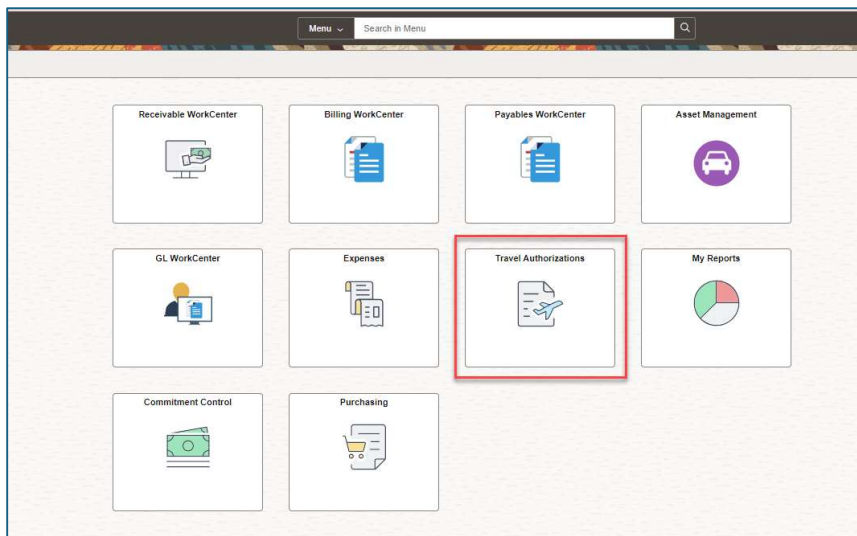 Menu Search in Menu
Receivable WorkCenter Billing WorkCenter Payables WorkCenter Asset Management
GL WorkCenter Expenses Travel Authorizations My Reports
Commitment Control Purchasing